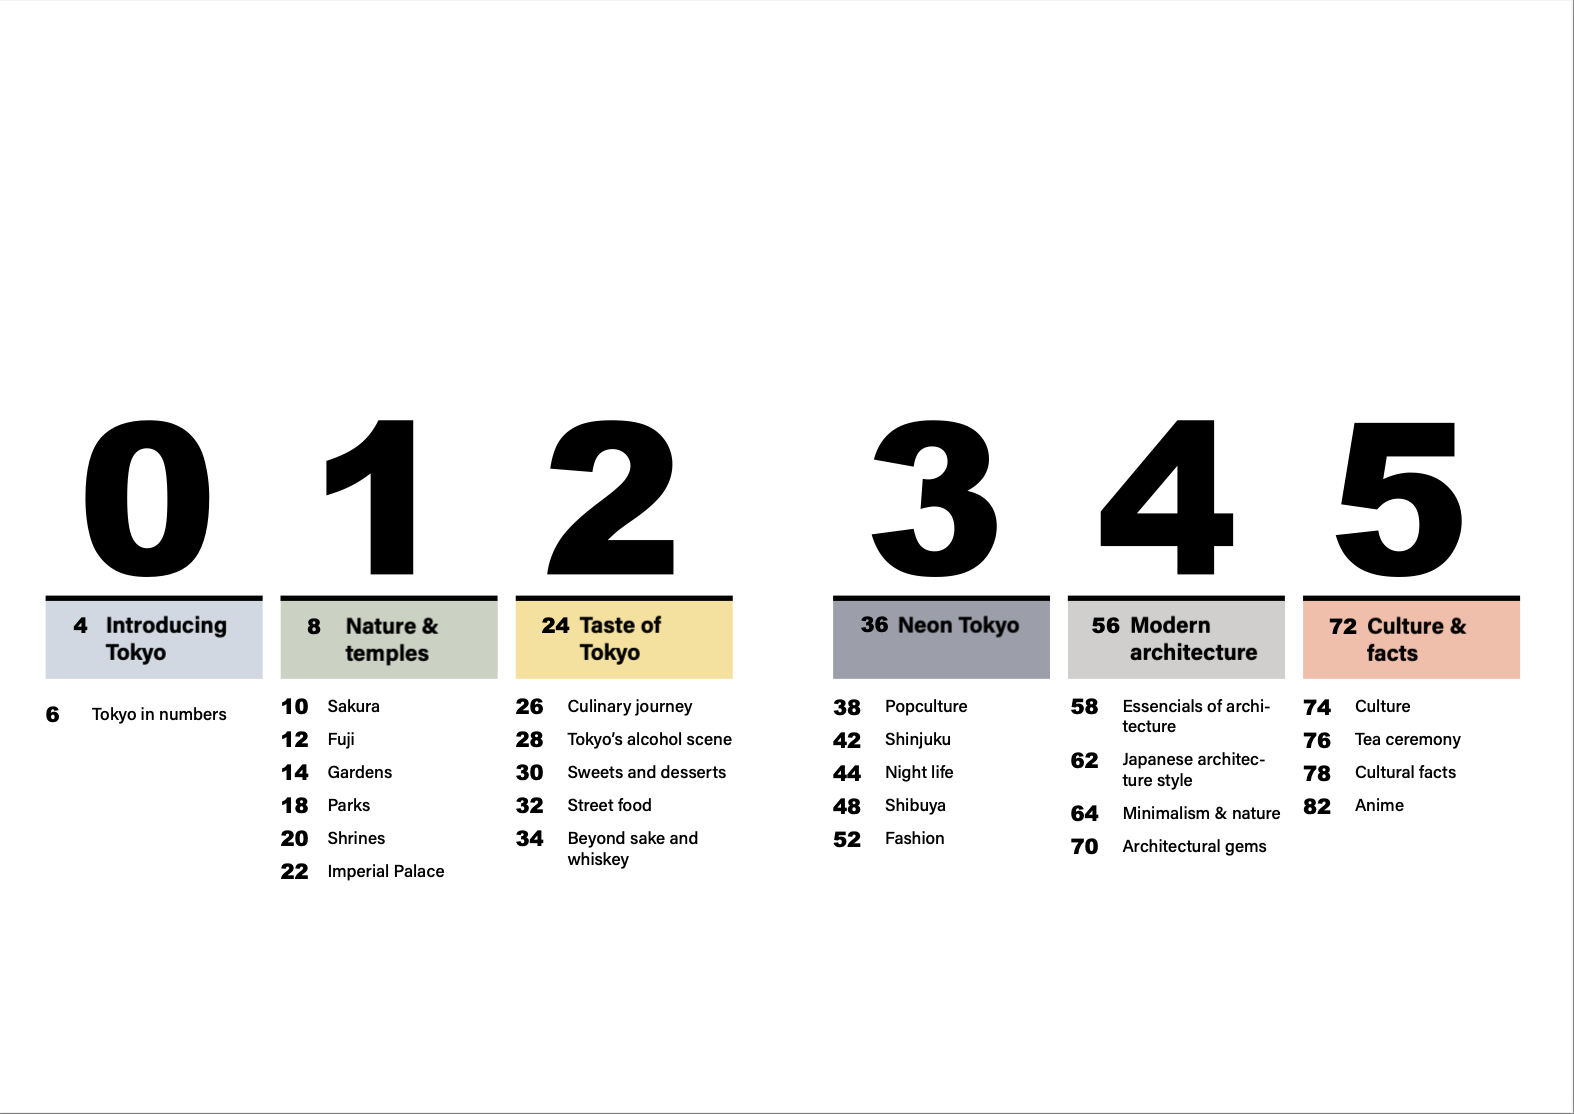 0
4 Introducing
Tokyo
6 Tokyo in numbers
1
8 Nature &
temples
10 Sakura
12 Fuji
14 Gardens
18 Parks
20 Shrines
22 Imperial Palace
2
24 Taste of
Tokyo
26 Culinary journey
28 Tokyo’s alcohol scene
30 Sweets and desserts
32 Street food
34 Beyond sake and
whiskey
3
36 Neon Tokyo
38 Popculture
42 Shinjuku
44 Night life
48 Shibuya
52 Fashion
4
56 Modern
architecture
58 Essencials of archi-
tecture
62 Japanese architec-
ture style
64 Minimalism & nature
70 Architectural gems
5
72 Culture &
facts
74 Culture
76 Tea ceremony
78 Cultural facts
82 Anime